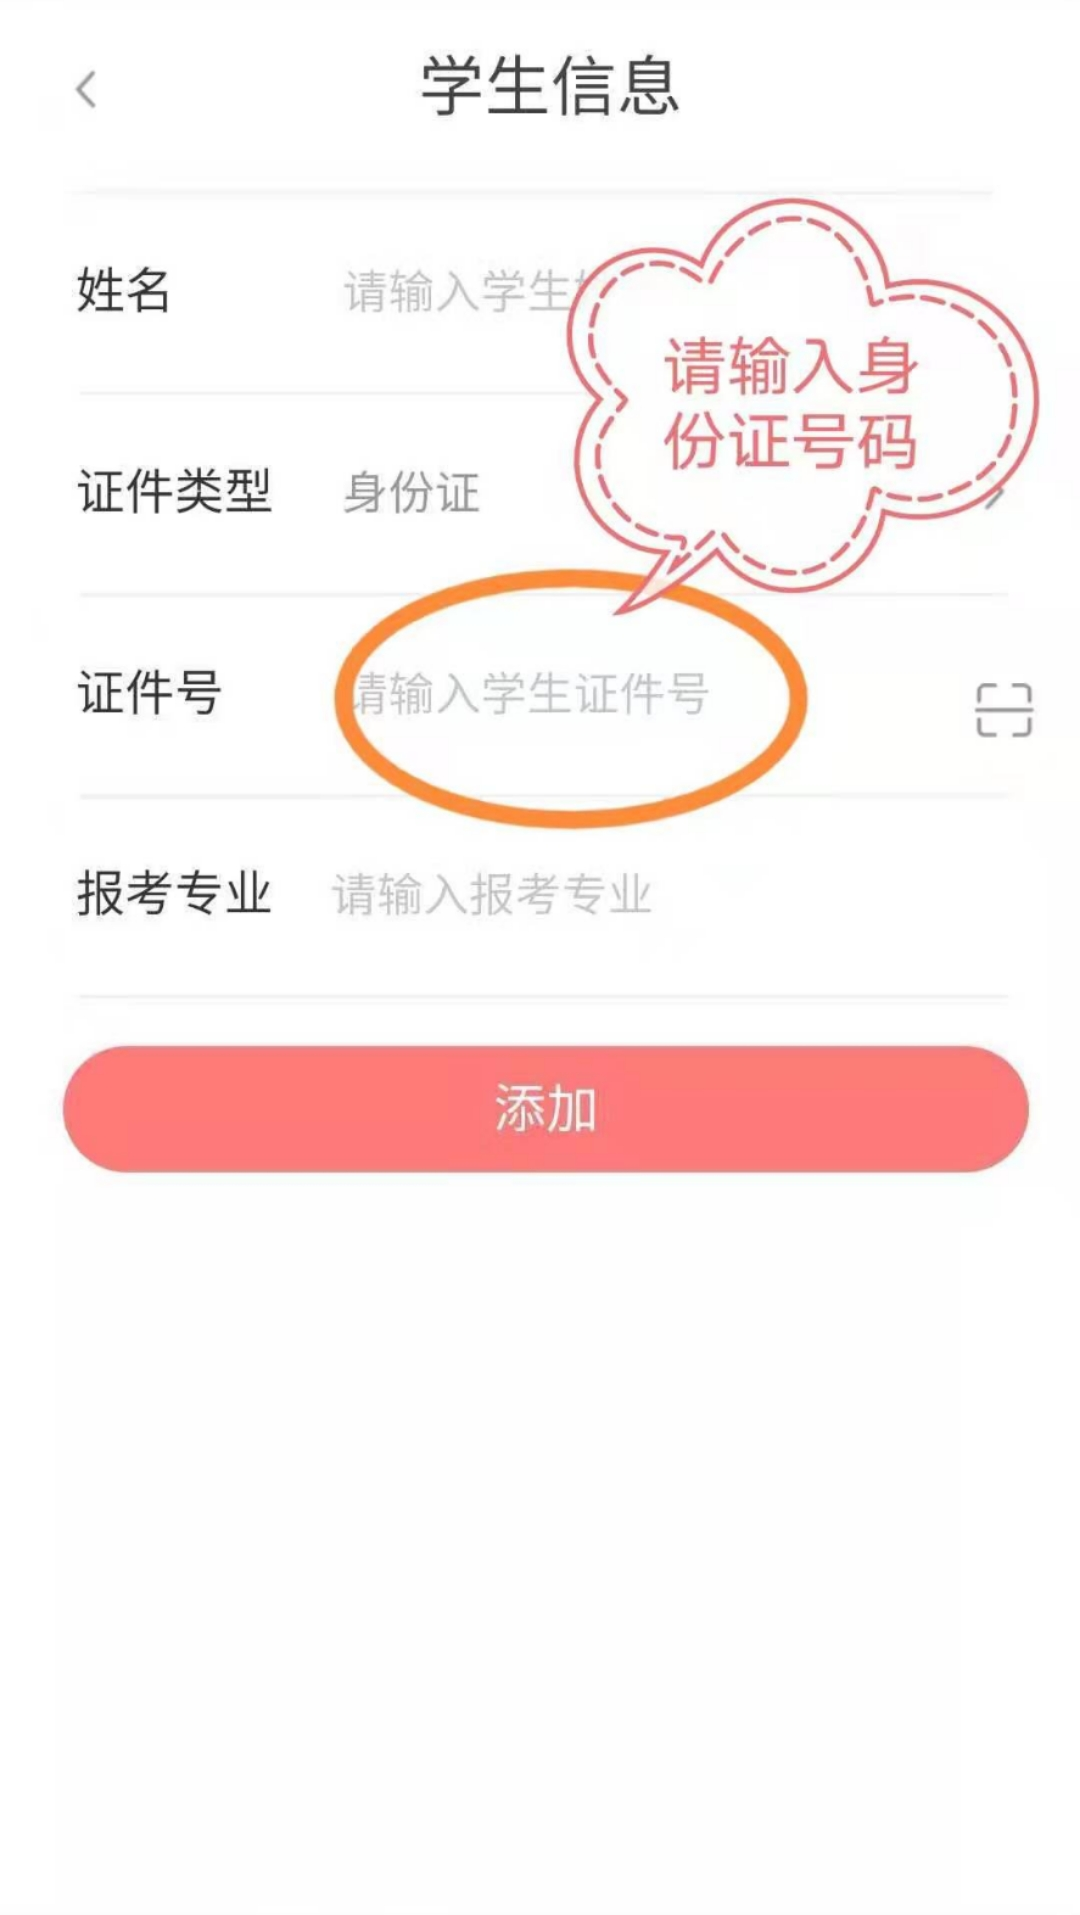 学生信息
姓名
请输入学生
请输入身
份证号码
证件类型 身份证
证件号 请输入学生证件号
报考专业 请输入报考专业
添加